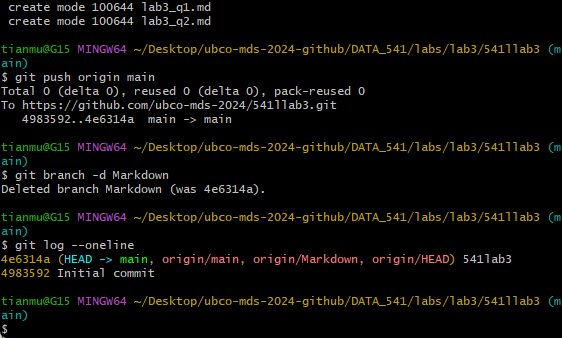 create mode 100644 lab3_q1.md
create mode 100644 lab3_q2.md
tianmu@G15 MINGW64 ~/Desktop/ubco-mds-2024-github/DATA_541/labs/lab3/541llab3 (m
ain)
$ git push origin main
Total 0 (delta 0), reused 0 (delta 0), pack-reused 0
To https://github.com/ubco-mds-2024/541llab3.git
4983592..4e6314a  main -> main
tianmu@G15 MINGW64 ~/Desktop/ubco-mds-2024-github/DATA_541/labs/lab3/541llab3 (m
ain)
$ git branch -d Markdown
Deleted branch Markdown (was 4e6314a).
tianmu@G15 MINGW64 ~/Desktop/ubco-mds-2024-github/DATA_541/labs/lab3/541llab3 (m
ain)
$ git log --oneline
4e6314a (HEAD -> main, origin/main, origin/Markdown, origin/HEAD) 541lab3
4983592 Initial commit
tianmu@G15 MINGW64 ~/Desktop/ubco-mds-2024-github/DATA_541/labs/lab3/541llab3 (m
ain)
$